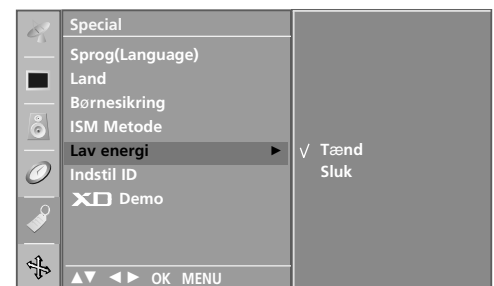 Special
Sprog(Language)
Land
Børnesikring
ISM Metode
Lav energi ►
√ Tænd
Sluk
Indstil ID
XD Demo
▲▼ ◄► OK MENU